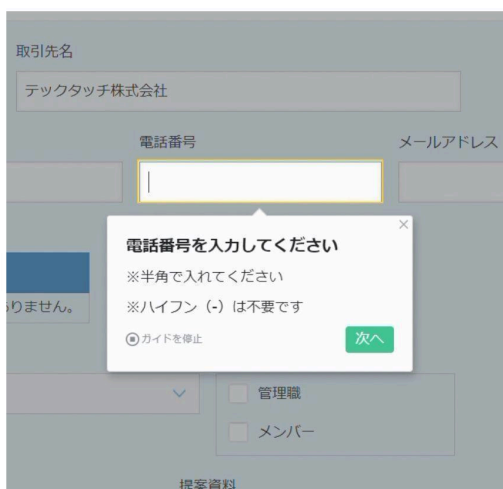 取引先名
テックタッチ株式会社
電話番号
メールアドレス
電話番号を入力してください
※半角で入れてください
ありません。
※ハイフン（-）は不要です
ガイドを停止
次へ
管理職
メンバー
提案資料